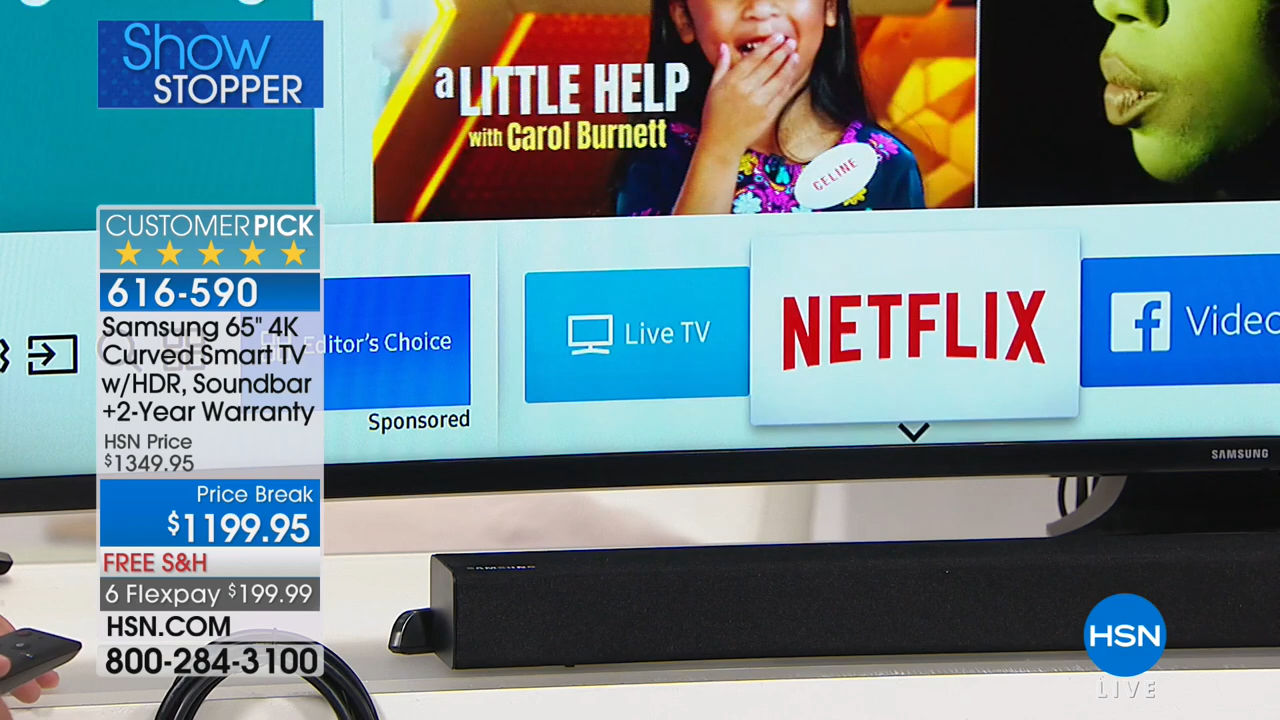 Show
STOPPER
CUSTOMER PICK
616-590
Samsung 65" 4K
Curved Smart TV
w/HDR, Soundbar
+2-Year Warranty
HSN Price
$1349.95
Price Break
$1199.95
FREE S&H
6 Flexpay $199.99
HSN.COM
800-284-3100
a LITTLE HELP
with Carol Burnett
CELINE
Editor's Choice
Sponsored
Live TV
NETFLIX
f Video
SAMSUNG
SAMSUNG
HSN
LIVE